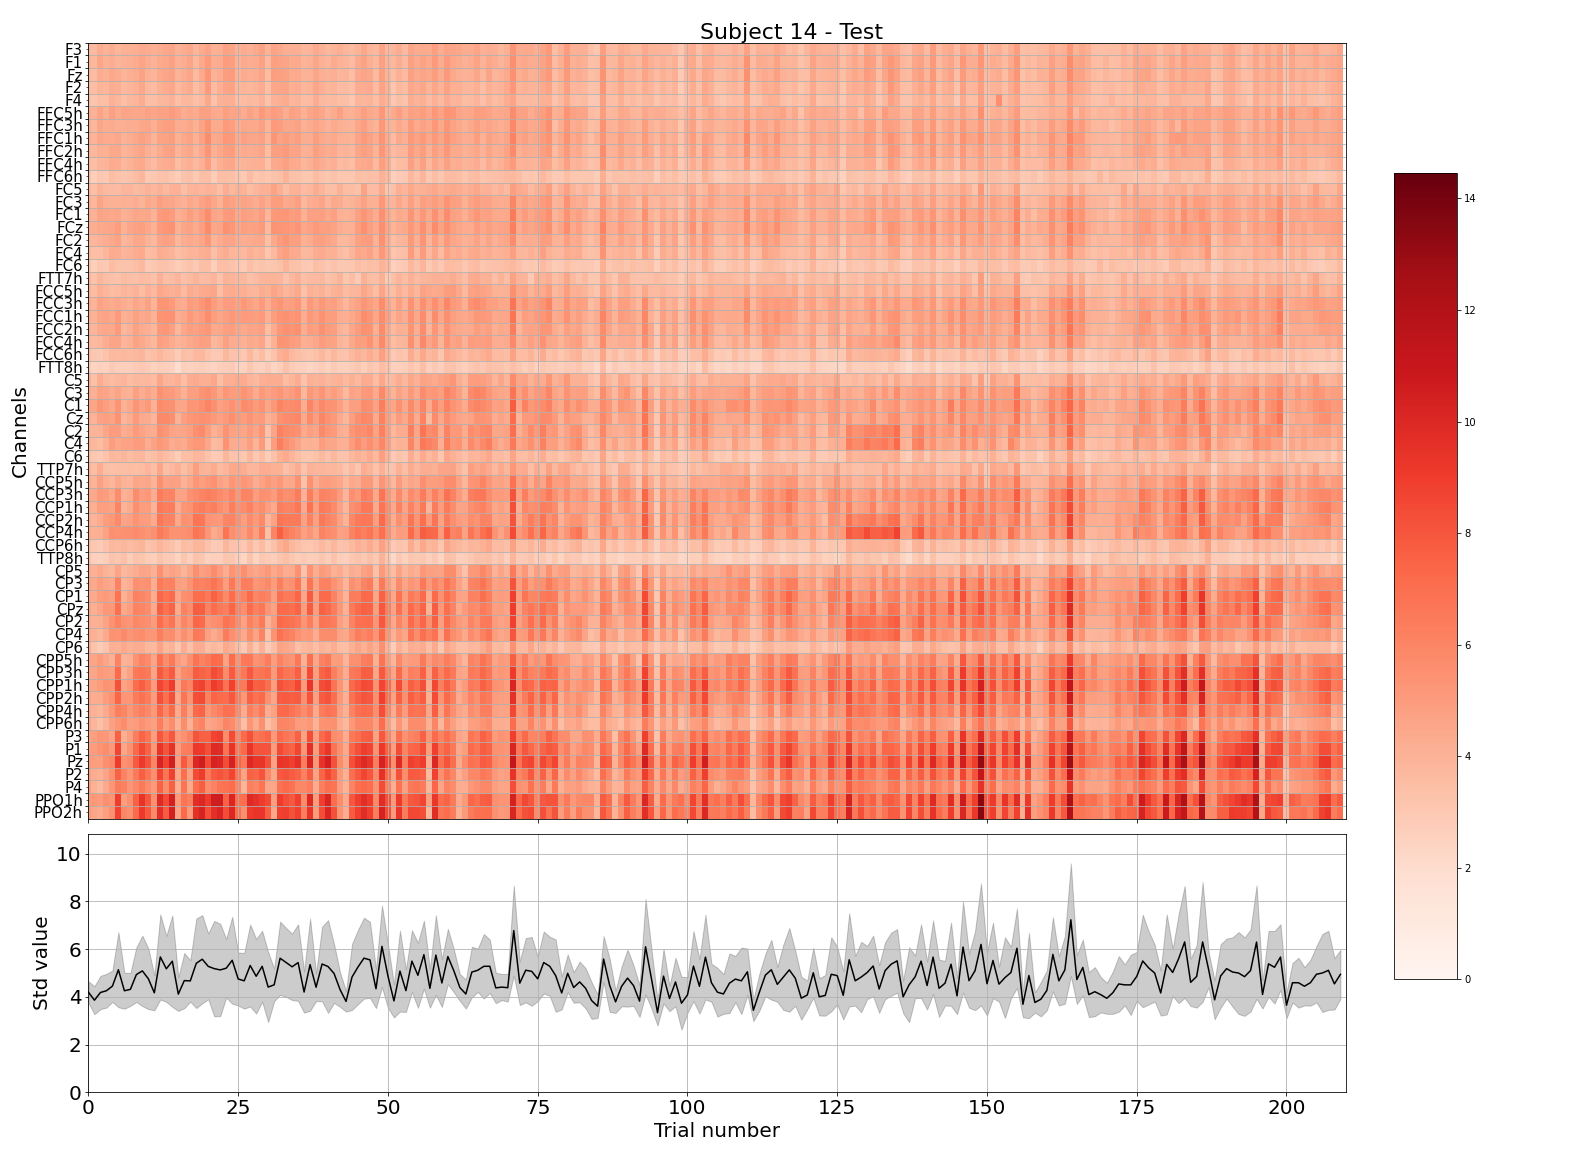 Subject 14 - Test
F3
F1
Fz
F2
F4
FFC5h
FFC3h
FFC1h
FFC2h
FFC4h
FFC6h
FC5
FC3
FC1
FCz
FC2
FC4
FC6
FTT7h
FCC5h
FCC3h
FCC1h
FCC2h
FCC4h
FCC6h
FTT8h
C5
C3
C1
Cz
C2
C4
C6
TTP7h
CCP5h
CCP3h
CCP1h
CCP2h
CCP4h
CCP6h
TTP8h
CP5
CP3
CP1
CPz
CP2
CP4
CP6
CPP5h
CPP3h
CPP1h
CPP2h
CPP4h
CPP6h
P3
P1
Pz
P2
P4
PPO1h
PPO2h
Channels
14
12
10
8
6
4
2
0
10
8
6
4
2
0
Std value
0 25 50 75 100 125 150 175 200
Trial number